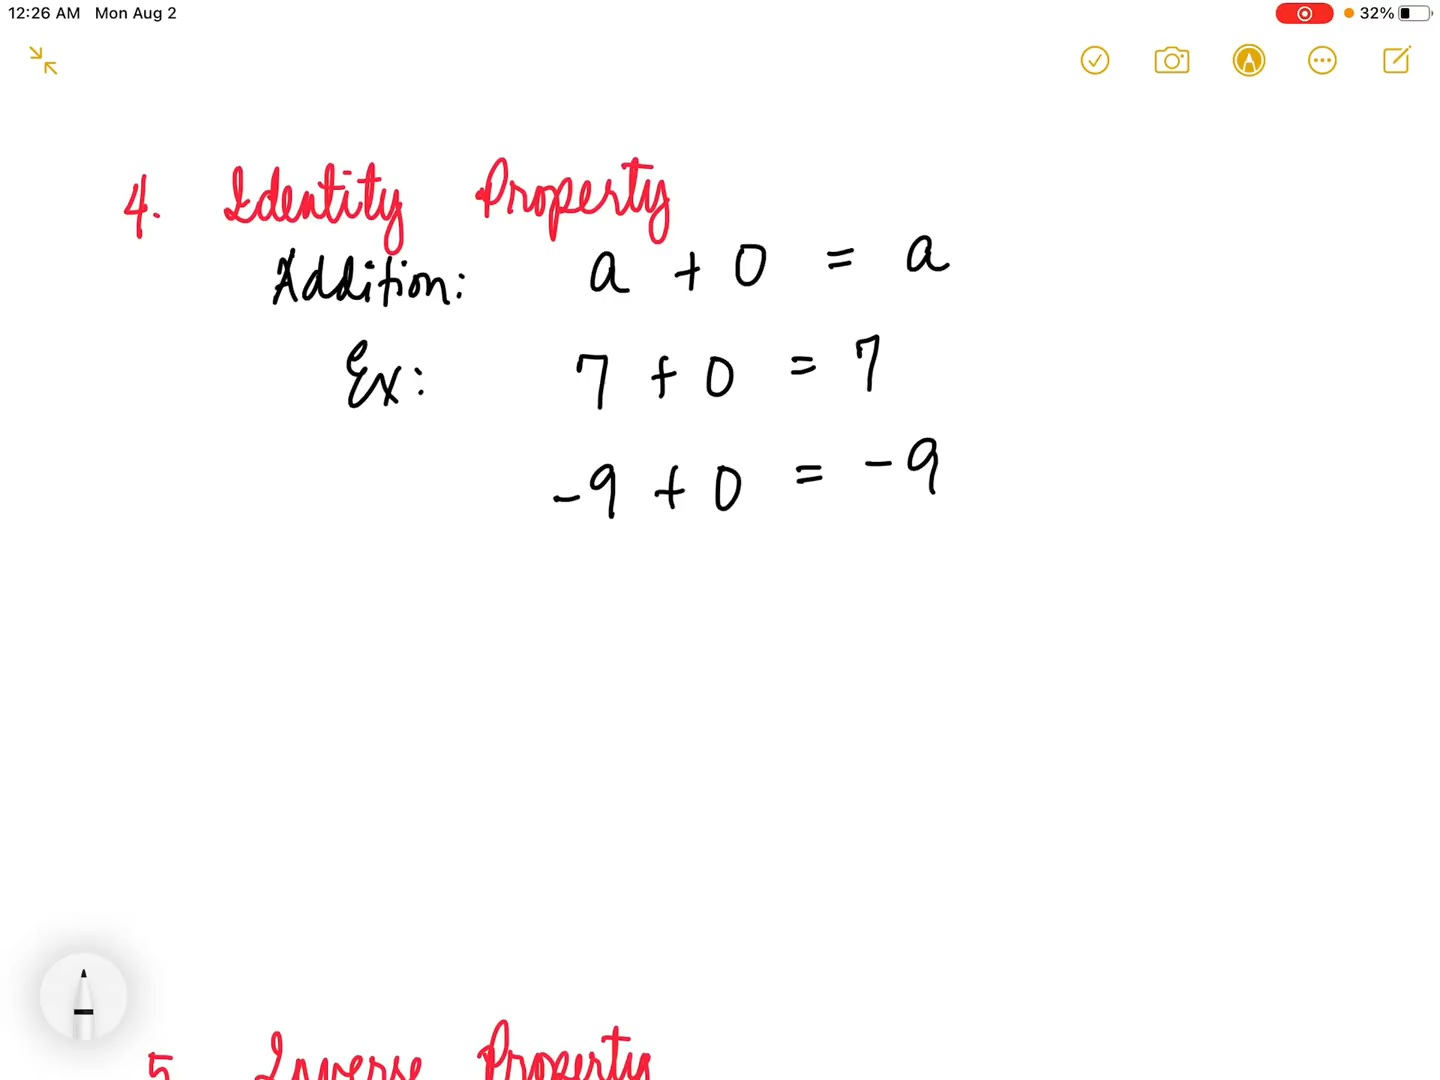 12:26 AM Mon Aug 2 32%
4. Identity Property
Addition: a + 0 = a
Ex: 7 + 0 = 7
-9 + 0 = -9
5. Inverse Property